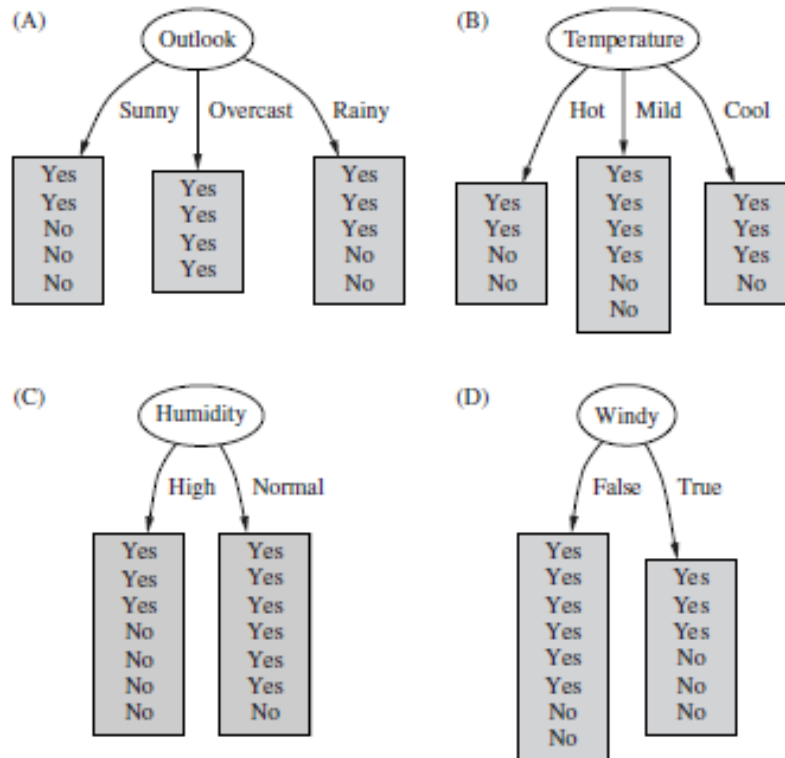 (A)
Outlook
Sunny Overcast Rainy
Yes
Yes
No
No
No
Yes
Yes
Yes
Yes
Yes
Yes
Yes
No
No
(B)
Temperature
Hot Mild Cool
Yes
Yes
No
No
Yes
Yes
Yes
Yes
No
No
Yes
Yes
Yes
No
(C)
Humidity
High Normal
Yes
Yes
Yes
No
No
No
No
Yes
Yes
Yes
Yes
Yes
Yes
No
(D)
Windy
False True
Yes
Yes
Yes
Yes
Yes
Yes
No
No
Yes
Yes
Yes
No
No
No